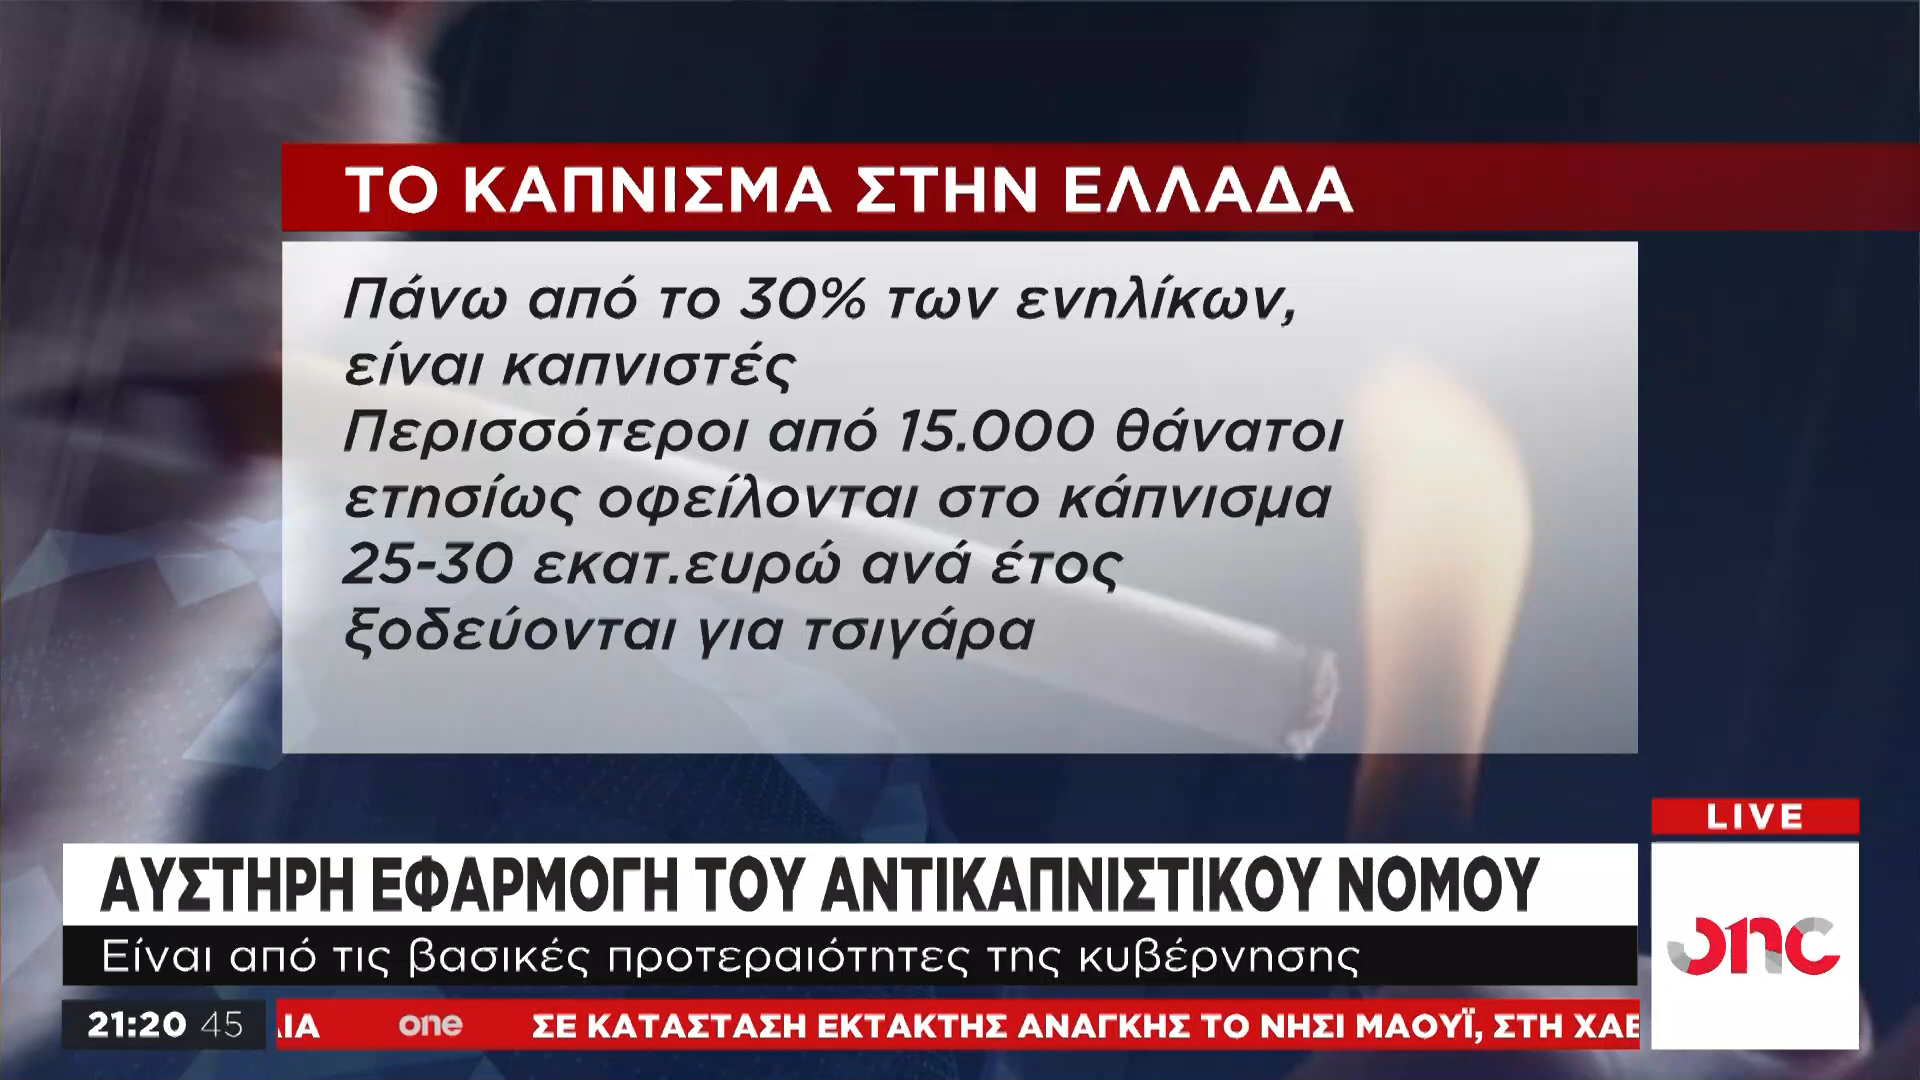 ΤΟ ΚΑΠΝΙΣΜΑ ΣΤΗΝ ΕΛΛΑΔΑ
Πάνω από το 30% των ενηλίκων,
είναι καπνιστές
Περισσότεροι από 15.000 θάνατοι
ετησίως οφείλονται στο κάπνισμα
25-30 εκατ.ευρώ ανά έτος
ξοδεύονται για τσιγάρα
LIVE
ΑΥΣΤΗΡΗ ΕΦΑΡΜΟΓΗ ΤΟΥ ΑΝΤΙΚΑΠΝΙΣΤΙΚΟΥ ΝΟΜΟΥ
Είναι από τις βασικές προτεραιότητες της κυβέρνησης
one
21:20 45 ΙΑ one ΣΕ ΚΑΤΑΣΤΑΣΗ ΕΚΤΑΚΤΗΣ ΑΝΑΓΚΗΣ ΤΟ ΝΗΣΙ ΜΑΟΥΪ, ΣΤΗ ΧΑΒ